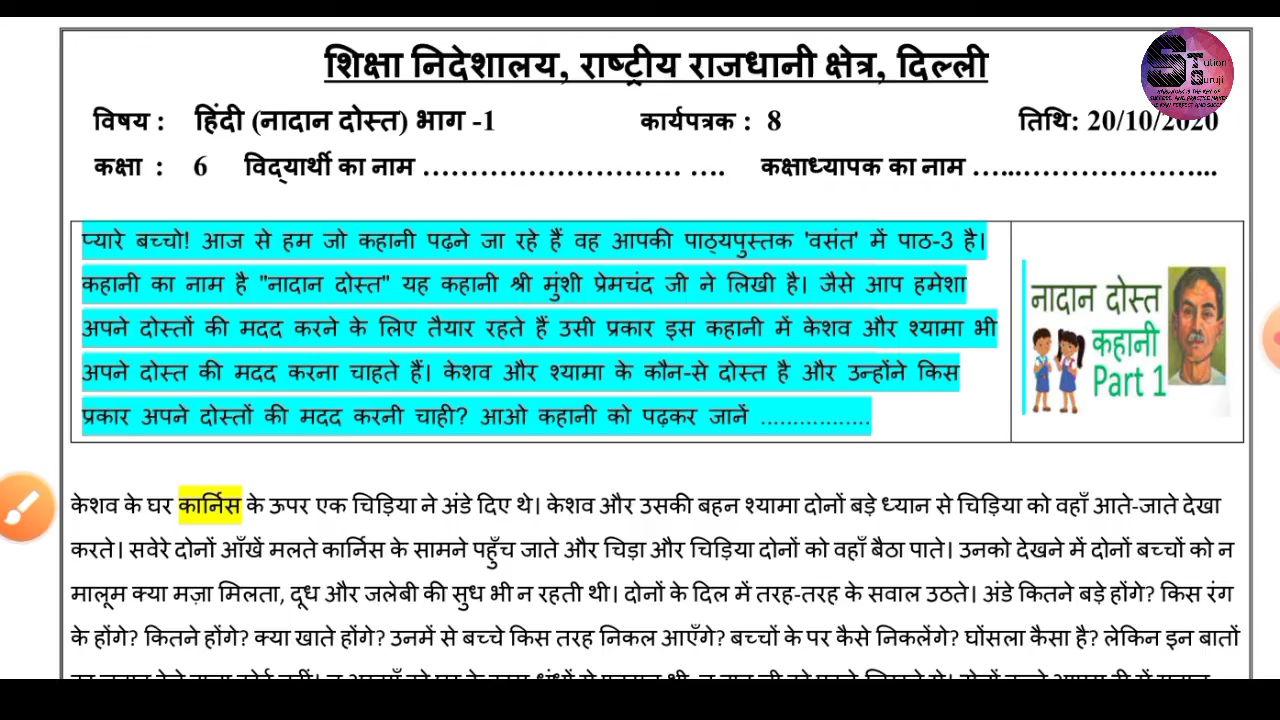 शिक्षा निदेशालय, राष्ट्रीय राजधानी क्षेत्र, दिल्ली
विषय : हिंदी (नादान दोस्त) भाग -1 कार्यपत्रक : 8 तिथि: 20/10/2020
कक्षा : 6 विद्यार्थी का नाम ……………………… …. कक्षाध्यापक का नाम …...…………………...
प्यारे बच्चो! आज से हम जो कहानी पढ़ने जा रहे हैं वह आपकी पाठ्यपुस्तक 'वसंत' में पाठ-3 है।
कहानी का नाम है "नादान दोस्त" यह कहानी श्री मुंशी प्रेमचंद जी ने लिखी है। जैसे आप हमेशा
अपने दोस्तों की मदद करने के लिए तैयार रहते हैं उसी प्रकार इस कहानी में केशव और श्यामा भी
अपने दोस्त की मदद करना चाहते हैं। केशव और श्यामा के कौन-से दोस्त है और उन्होंने किस
प्रकार अपने दोस्तों की मदद करनी चाही? आओ कहानी को पढ़कर जानें .................
नादान दोस्त
कहानी
Part 1
केशव के घर कार्निस के ऊपर एक चिड़िया ने अंडे दिए थे। केशव और उसकी बहन श्यामा दोनों बड़े ध्यान से चिड़िया को वहाँ आते-जाते देखा
करते। सवेरे दोनों आँखें मलते कार्निस के सामने पहुँच जाते और चिड़ा और चिड़िया दोनों को वहाँ बैठा पाते। उनको देखने में दोनों बच्चों को न
मालूम क्या मज़ा मिलता, दूध और जलेबी की सुध भी न रहती थी। दोनों के दिल में तरह-तरह के सवाल उठते। अंडे कितने बड़े होंगे? किस रंग
के होंगे? कितने होंगे? क्या खाते होंगे? उनमें से बच्चे किस तरह निकल आएँगे? बच्चों के पर कैसे निकलेंगे? घोंसला कैसा है? लेकिन इन बातों
STution
Guruji